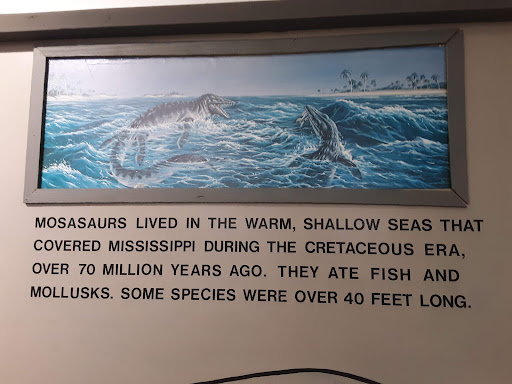 MOSASAURS LIVED IN THE WARM, SHALLOW SEAS THAT
COVERED MISSISSIPPI DURING THE CRETACEOUS ERA,
OVER 70 MILLION YEARS AGO. THEY ATE FISH AND
MOLLUSKS. SOME SPECIES WERE OVER 40 FEET LONG.